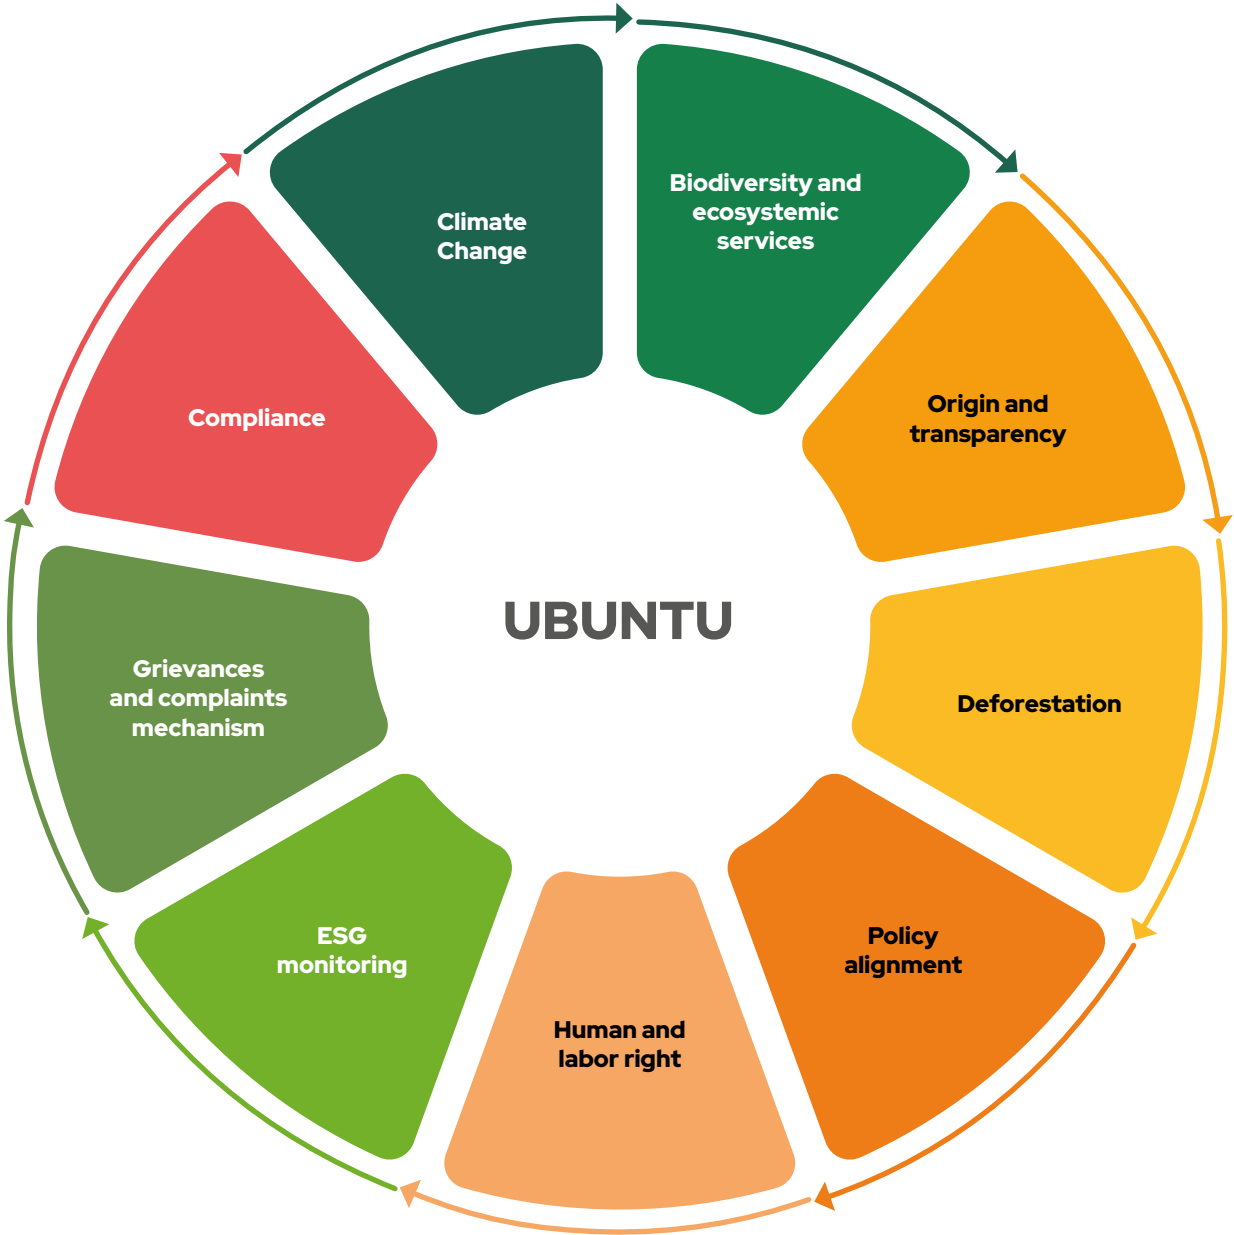 Climate
Change
Biodiversity and
ecosystemic
services
Origin and
transparency
Deforestation
Policy
alignment
Human and
labor right
ESG
monitoring
Grievances
and complaints
mechanism
Compliance
UBUNTU